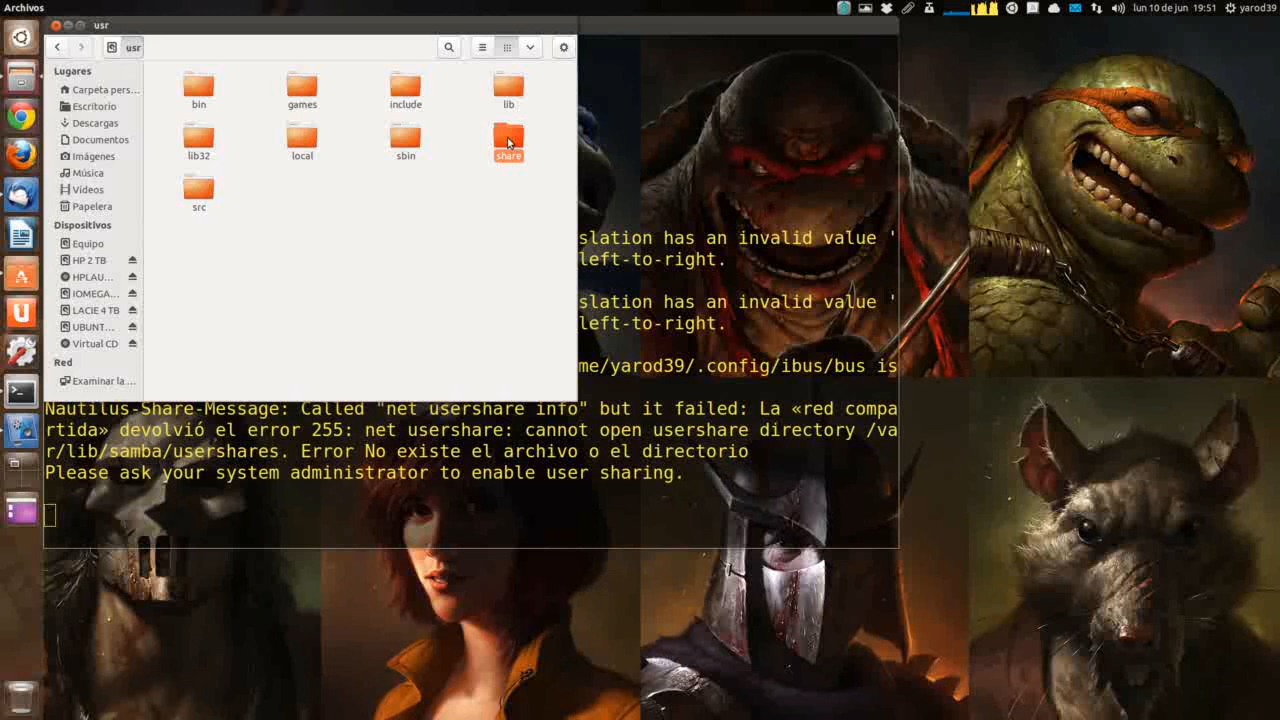 Archivos
lun 10 de jun 19:51
yarod39
usr
usr
Lugares
Carpeta pers...
Escritorio
Descargas
Documentos
Imágenes
Música
Vídeos
Papelera
Dispositivos
Equipo
HP 2 TB
HPLAU...
IOMEGA...
LACIE 4 TB
UBUNT...
Virtual CD
Red
Examinar la ...
bin
games
include
lib
lib32
local
sbin
share
src
slation has an invalid value '
left-to-right.
slation has an invalid value '
left-to-right.
me/yarod39/.config/ibus/bus is
Nautilus-Share-Message: Called "net usershare info" but it failed: La «red compa
rtida» devolvió el error 255: net usershare: cannot open usershare directory /va
r/lib/samba/usershares. Error No existe el archivo o el directorio
Please ask your system administrator to enable user sharing.